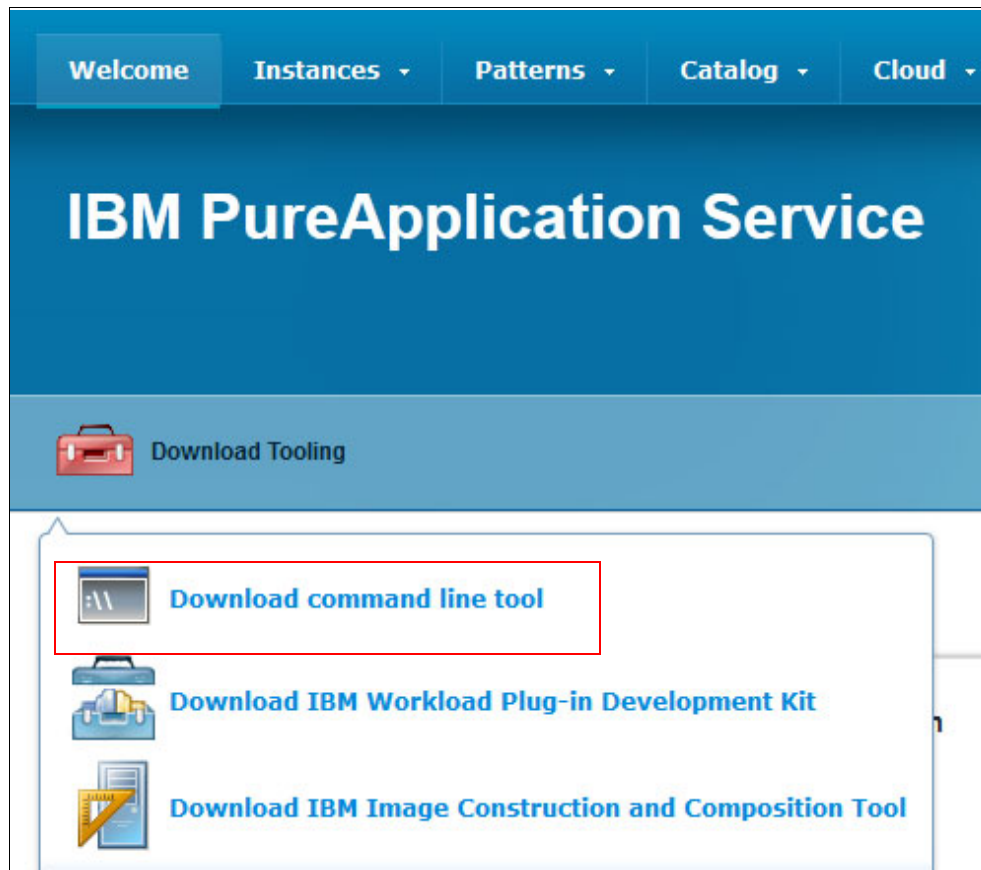 Welcome Instances Patterns Catalog Cloud
IBM PureApplication Service
Download Tooling
:\\ Download command line tool
Download IBM Workload Plug-in Development Kit
Download IBM Image Construction and Composition Tool